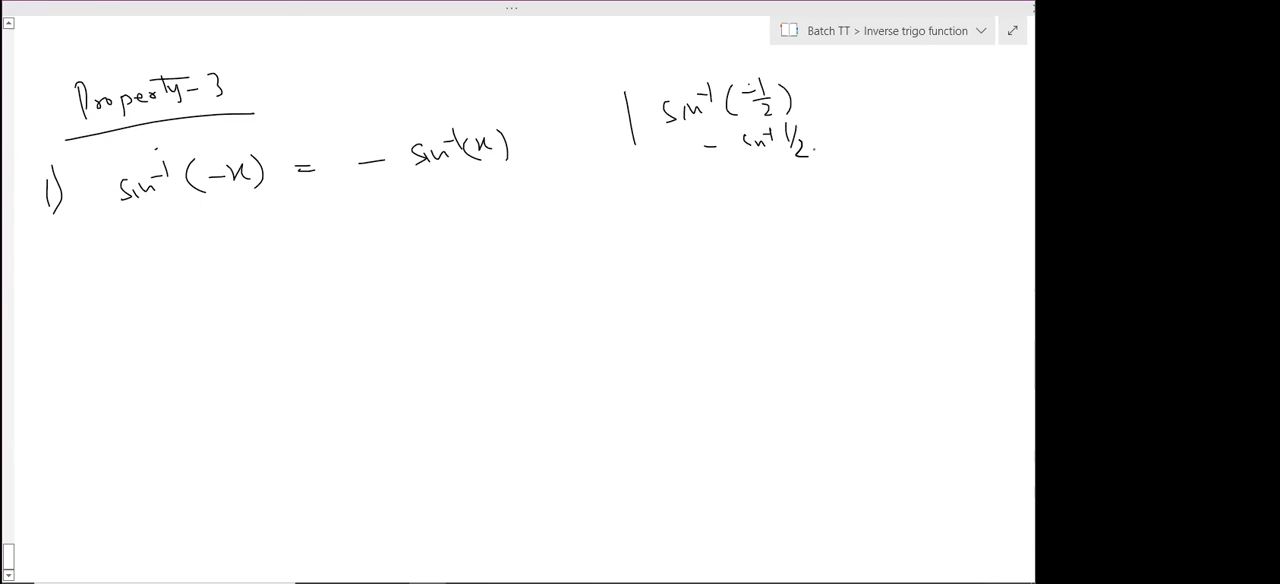 Batch TT > Inverse trigo function
Property-3
1) sin⁻¹(-x) = - sin⁻¹(x)
sin⁻¹(-1/2)
- sin⁻¹ 1/2.